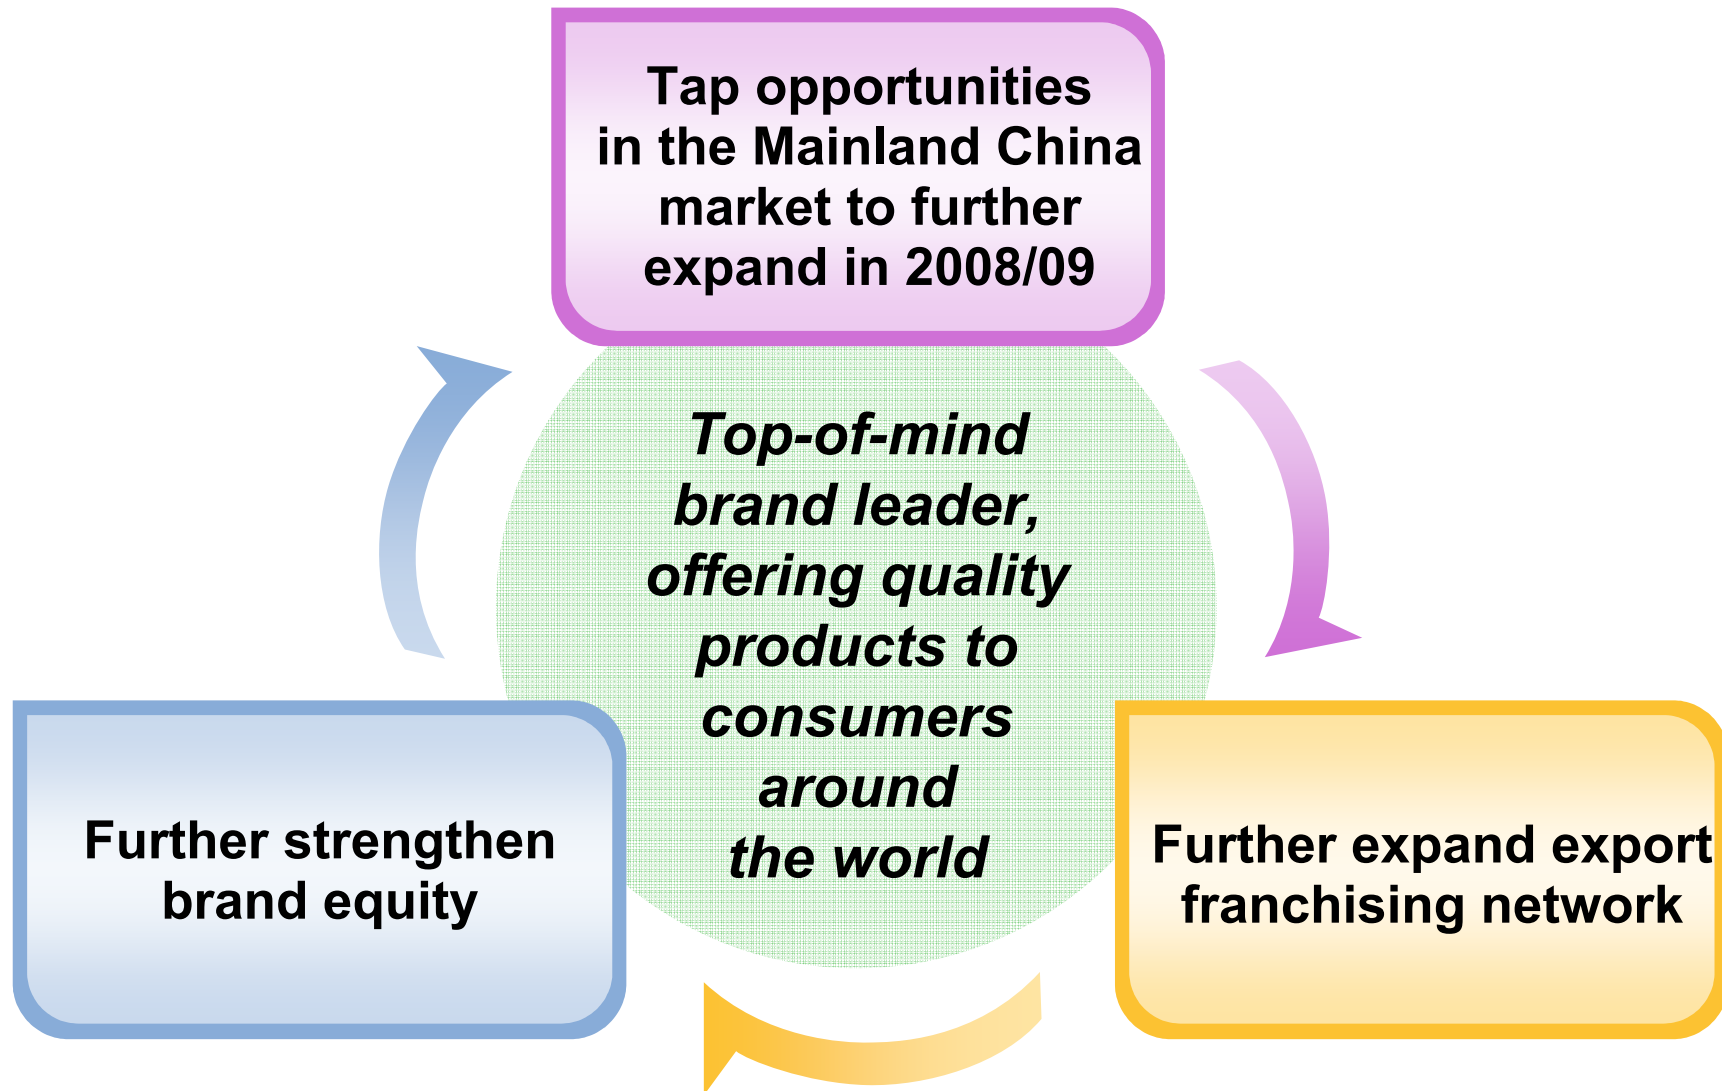 Tap opportunities
in the Mainland China
market to further
expand in 2008/09
Top-of-mind
brand leader,
offering quality
products to
consumers
around
the world
Further strengthen
brand equity
Further expand export
franchising network